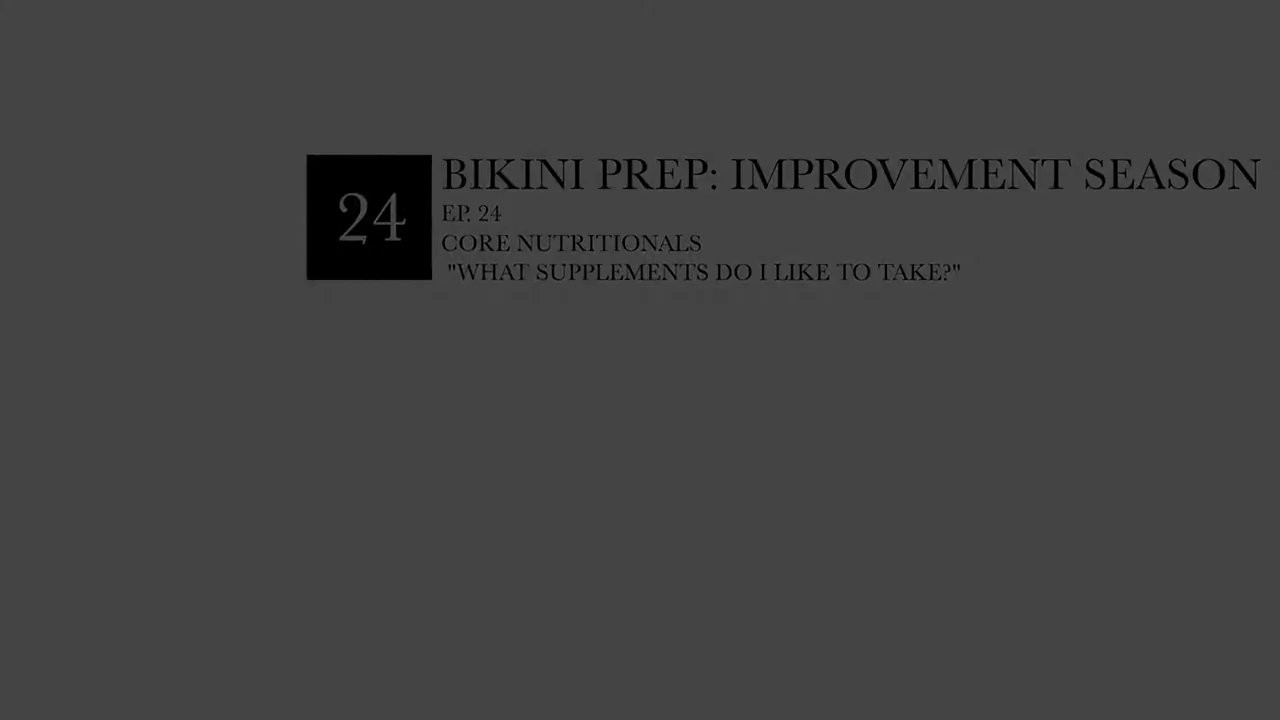 24
BIKINI PREP: IMPROVEMENT SEASON
EP. 24
CORE NUTRITIONALS
"WHAT SUPPLEMENTS DO I LIKE TO TAKE?"